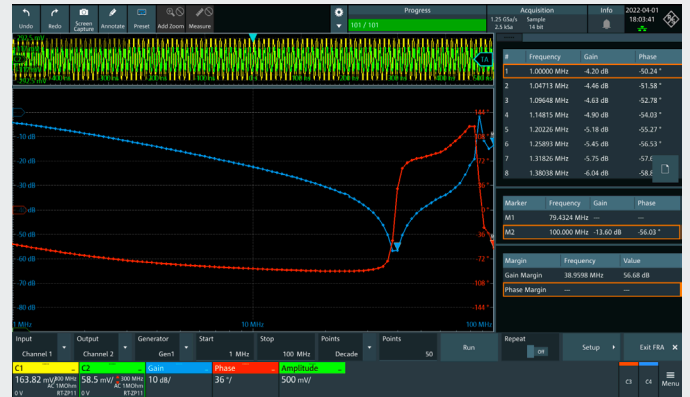 Undo
Redo
Screen Capture
Annotate
Preset
Add Zoom
Measure
Progress
101 / 101
Acquisition
1.25 GSa/s Sample
2.5 kSa 14 bit
Info
2022-04-01
18:03:41
TA
144 °
-10 dB
-20 dB
72 °
-30 dB
-50 dB
-60 dB
-72 °
-70 dB
-108 °
-80 dB
-144 °
1 MHz
10 MHz
100 MHz
# Frequency Gain Phase
1 1.00000 MHz -4.20 dB -50.24 °
2 1.04713 MHz -4.46 dB -51.58 °
3 1.09648 MHz -4.63 dB -52.78 °
4 1.14815 MHz -4.90 dB -54.03 °
5 1.20226 MHz -5.18 dB -55.27 °
6 1.25893 MHz -5.45 dB -56.53 °
7 1.31826 MHz -5.75 dB
8 1.38038 MHz -6.04 dB
Marker Frequency Gain Phase
M1 79.4324 MHz — —
M2 100.000 MHz -13.60 dB -56.03 °
Margin Frequency Value
Gain Margin 38.9598 MHz 56.68 dB
Phase Margin — —
Input Output Generator Start Stop Points Points Run Repeat Setup Exit FRA
Channel 1 Channel 2 Gen1 1 MHz 100 MHz Decade 50 Off
C1 C2 Gain Phase Amplitude
163.82 mV/ 58.5 mV/ 10 dB/ 36 °/ 500 mV/
300 MHz
AC 1MOhm AC 1MOhm
0 V RT-ZP11 0 V RT-ZP11
C3 C4 Menu